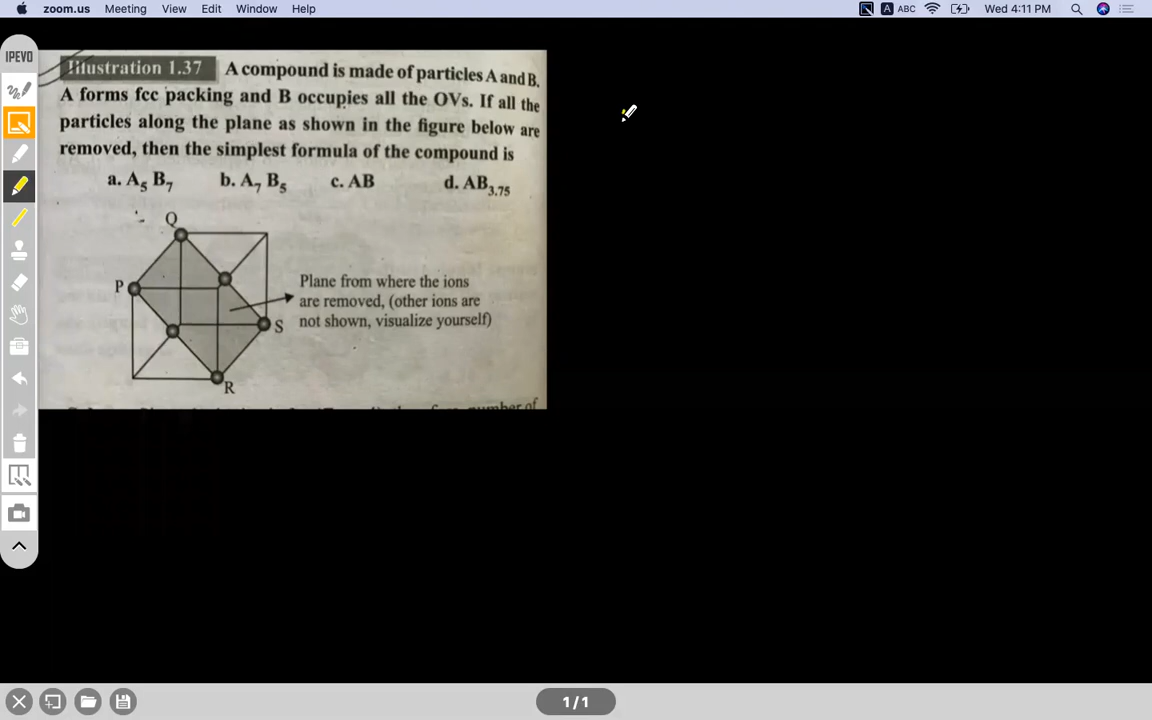 zoom.us Meeting View Edit Window Help A ABC Wed 4:11 PM
IPEVO
Illustration 1.37 A compound is made of particles A and B.
A forms fcc packing and B occupies all the OVs. If all the
particles along the plane as shown in the figure below are
removed, then the simplest formula of the compound is
a. A5 B7 b. A7 B5 c. AB d. AB3.75
Q
P
Plane from where the ions
are removed, (other ions are
not shown, visualize yourself)
S
R
number of
1/1